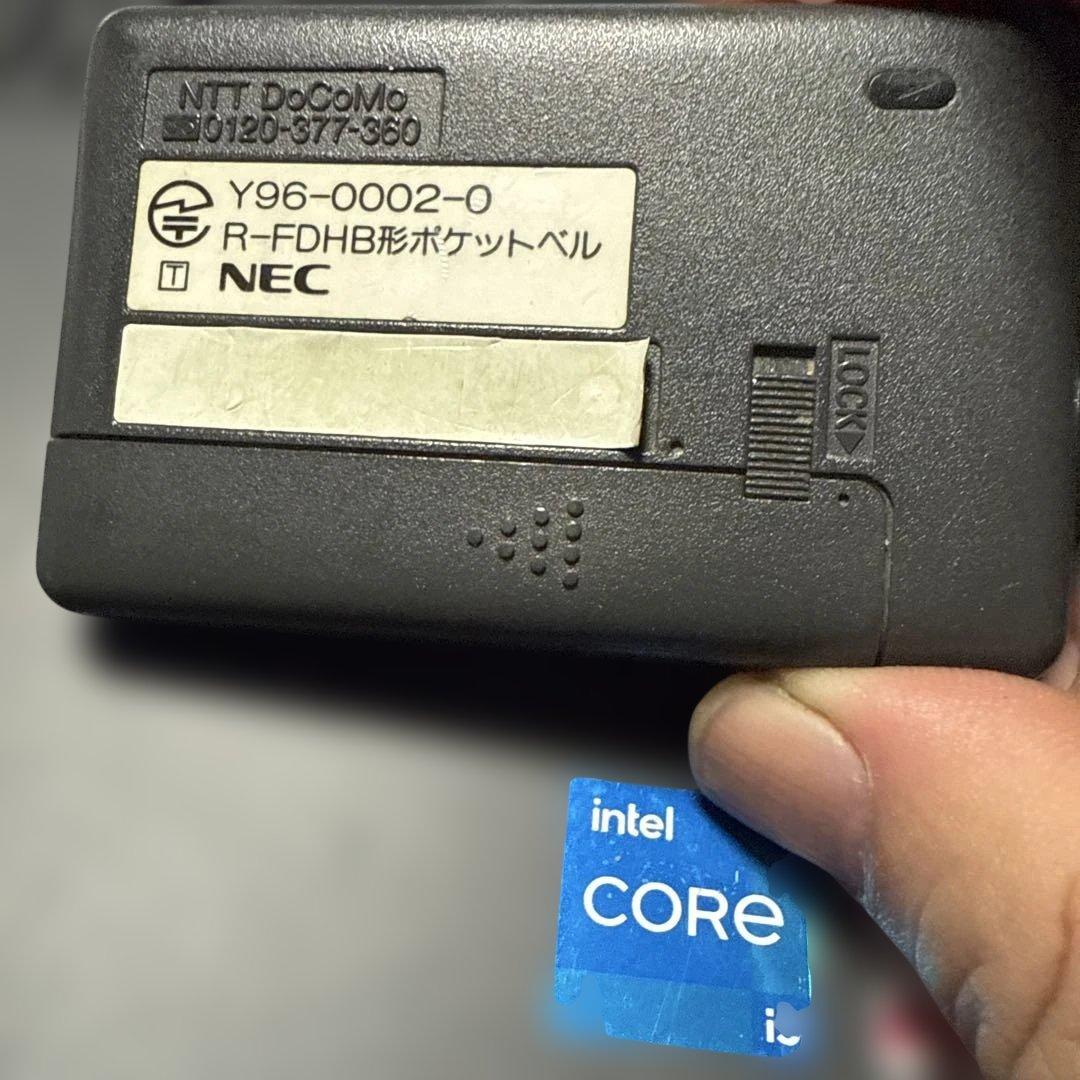 NTT DoCoMo
0120-377-360
Y96-0002-0
R-FDHB形ポケットベル
T NEC
LOCK
intel
CORe